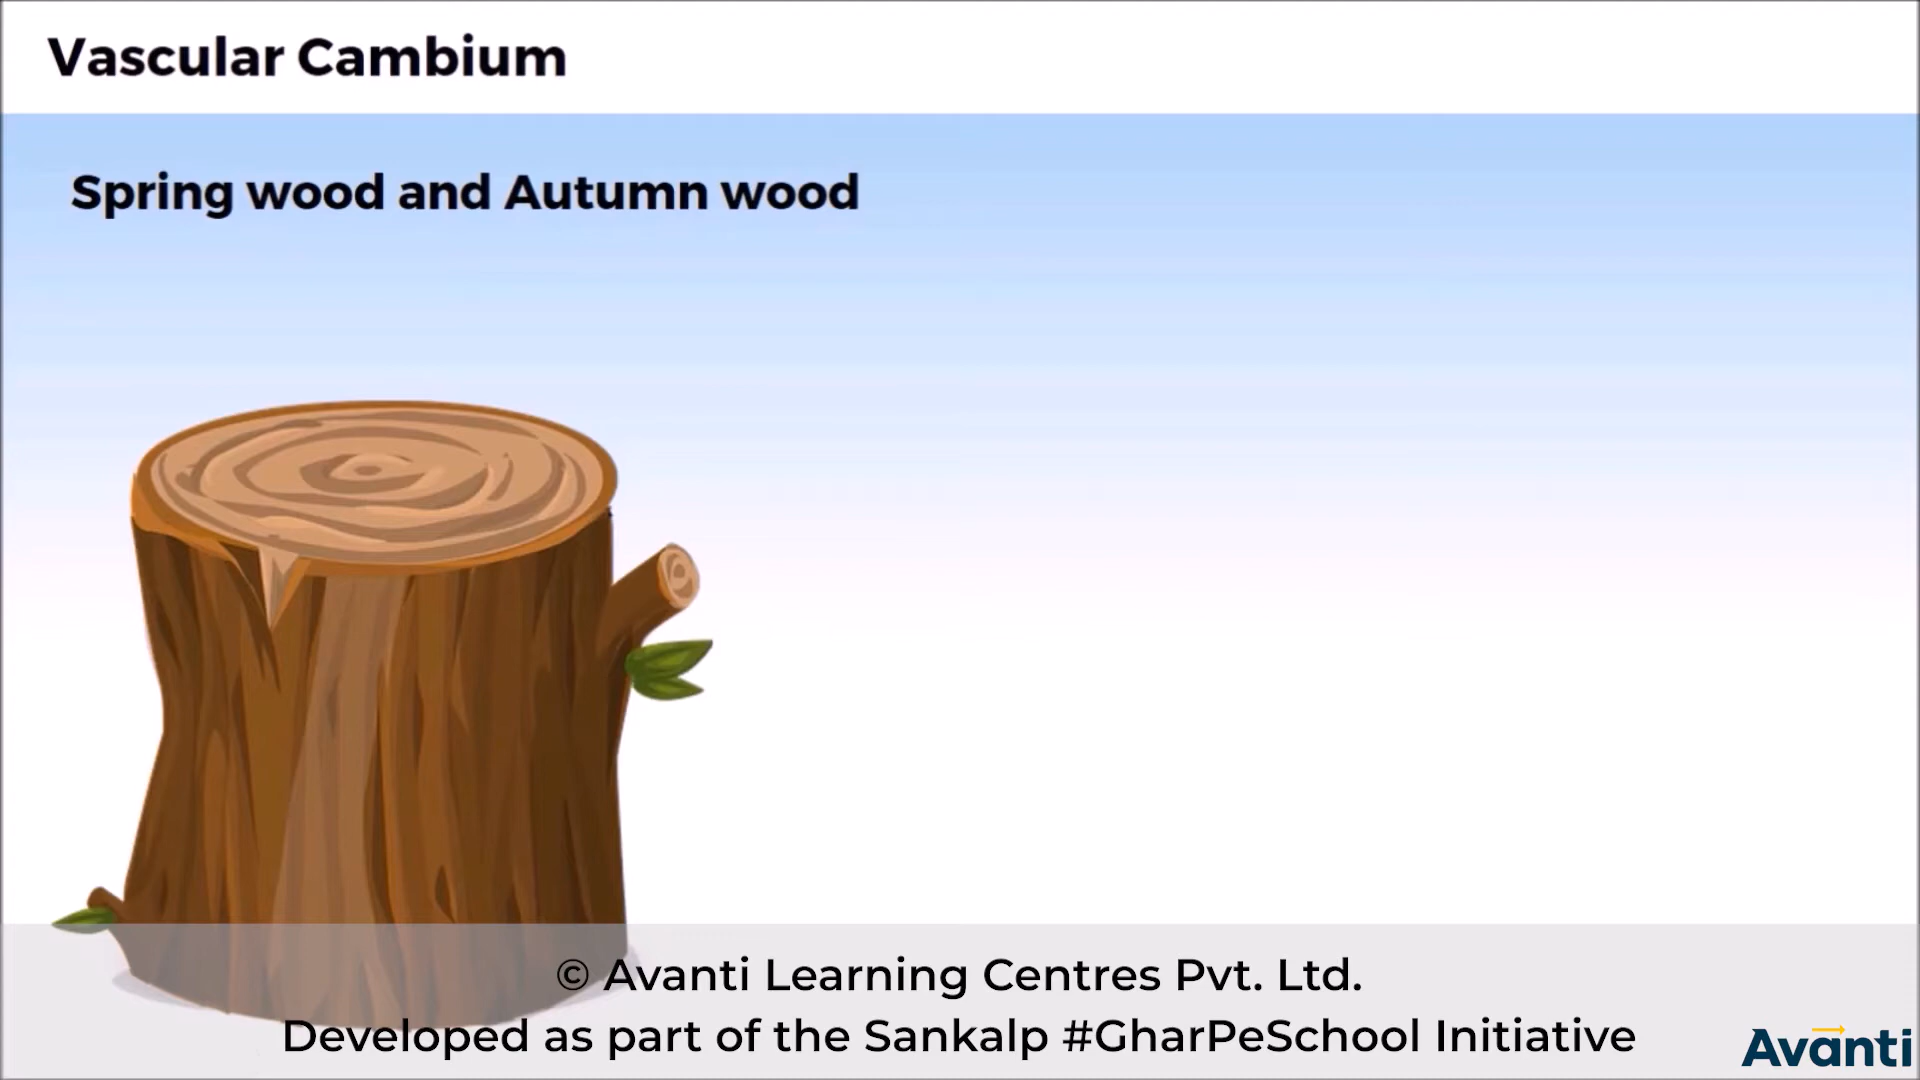 Vascular Cambium
Spring wood and Autumn wood
© Avanti Learning Centres Pvt. Ltd.
Developed as part of the Sankalp #GharPeSchool Initiative
Avanti